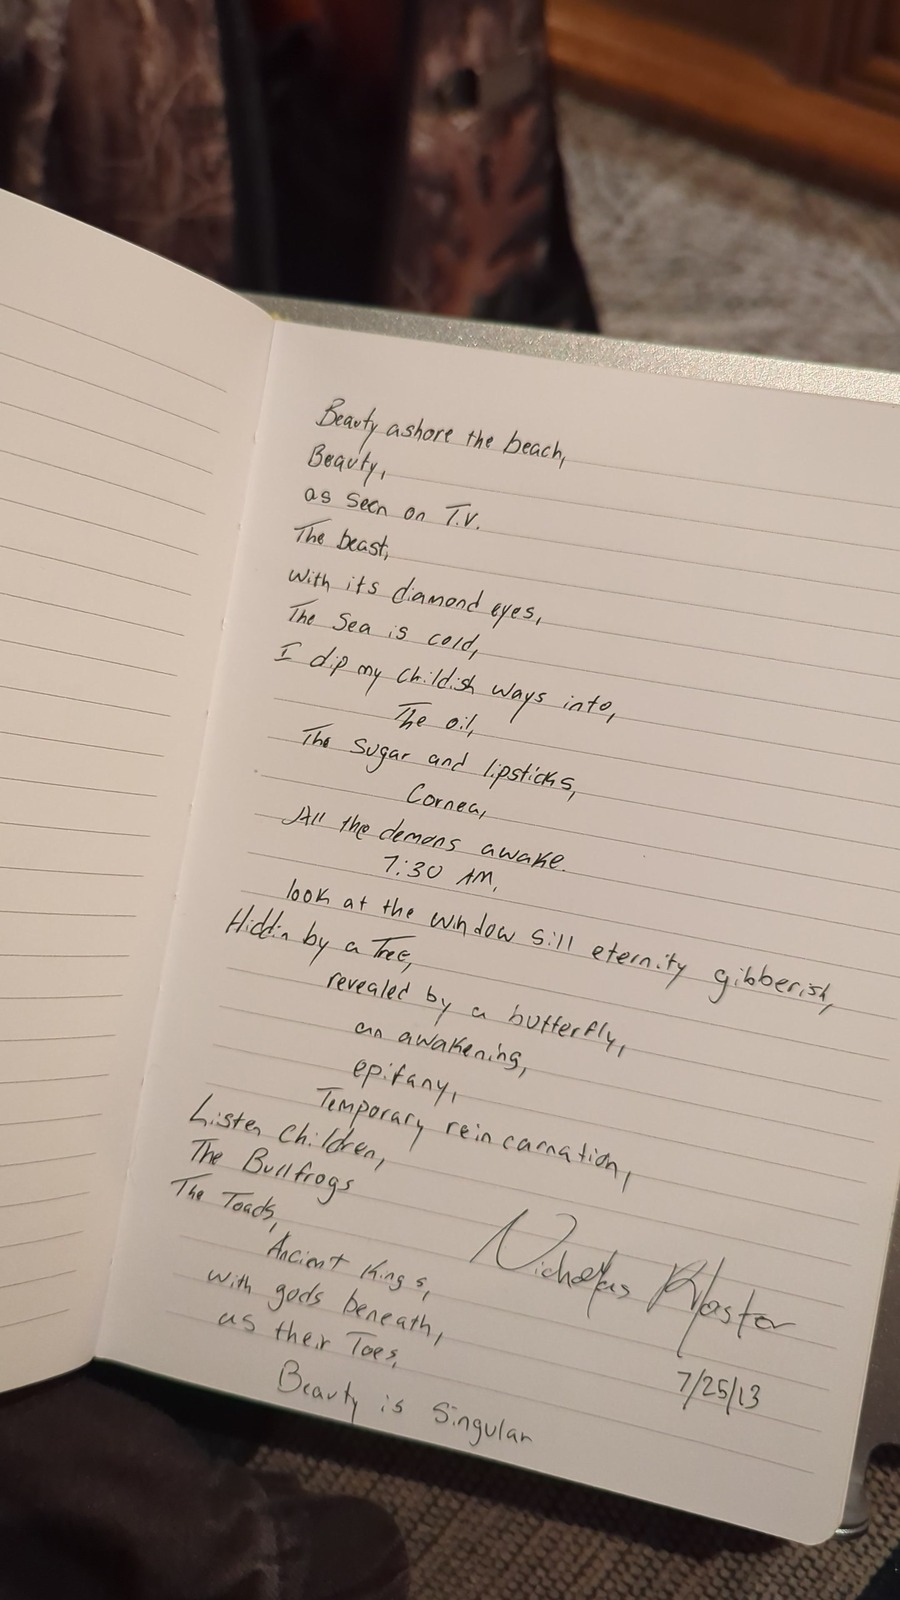 Beauty ashore the beach,
Beauty,
as seen on T.V.
The beast,
with its diamond eyes,
The Sea is cold,
I dip my childish ways into,
The oil,
The Sugar and lipsticks,
Cornea,
All the demons awake.
7:30 AM,
look at the window sill eternity gibberish,
Hiddin by a Tree,
revealed by a butterfly,
an awakening,
epifany,
Temporary reincarnation,
Listen Children,
The Bullfrogs
The Toads,
Ancient Kings,
with gods beneath,
as their Toes,
Beauty is Singular
Nicholas
7/25/13